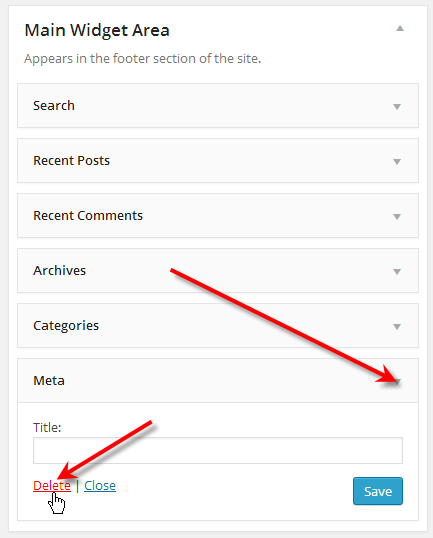 Main Widget Area
Appears in the footer section of the site.
Search
Recent Posts
Recent Comments
Archives
Categories
Meta
Title:
Delete | Close
Save